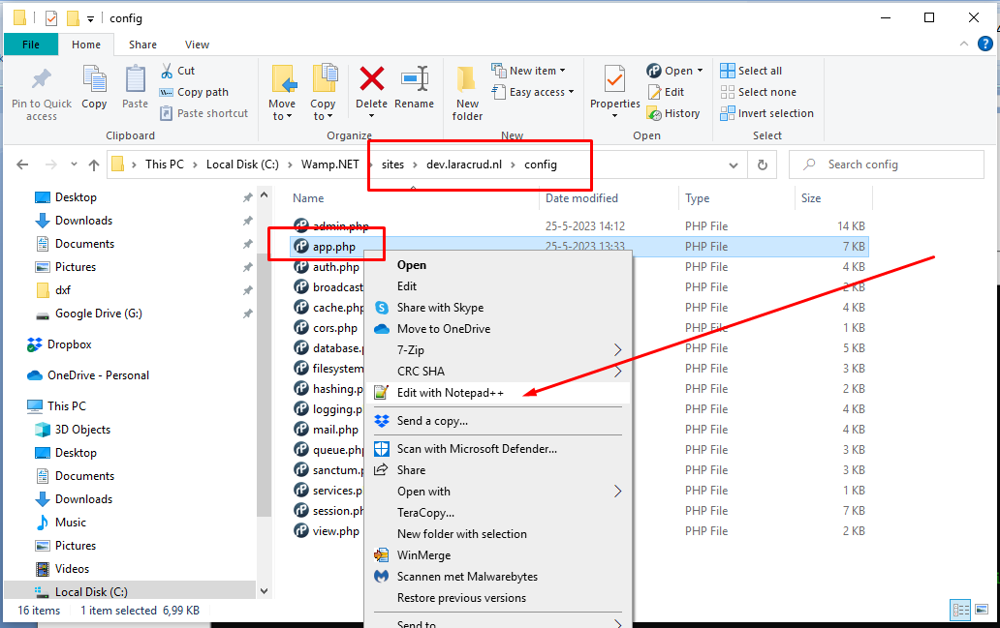 config
File Home Share View
Pin to Quick access
Copy
Paste
Cut
Copy path
Paste shortcut
Clipboard
Move to
Copy to
Delete
Rename
Organize
New folder
New item
Easy access
New
Properties
Open
Edit
History
Open
Select all
Select none
Invert selection
Select
This PC > Local Disk (C:) > Wamp.NET > sites > dev.laracrud.nl > config
Search config
Desktop
Downloads
Documents
Pictures
dxf
Google Drive (G:)
Dropbox
OneDrive - Personal
This PC
3D Objects
Desktop
Documents
Downloads
Music
Pictures
Videos
Local Disk (C:)
Name Date modified Type Size
admin.php 25-5-2023 14:12 PHP File 14 KB
app.php 25-5-2023 13:33 PHP File 7 KB
auth.php PHP File 4 KB
broadcast PHP File 2 KB
cache.php PHP File 4 KB
cors.php PHP File 1 KB
database.p PHP File 5 KB
filesystem PHP File 3 KB
hashing.p PHP File 2 KB
logging.p PHP File 4 KB
mail.php PHP File 4 KB
queue.php PHP File 3 KB
sanctum.p PHP File 3 KB
services.p PHP File 1 KB
session.ph PHP File 7 KB
view.php PHP File 2 KB
Open
Edit
Share with Skype
Move to OneDrive
7-Zip
CRC SHA
Edit with Notepad++
Send a copy...
Scan with Microsoft Defender...
Share
Open with
TeraCopy...
New folder with selection
WinMerge
Scannen met Malwarebytes
Restore previous versions
Send to
16 items 1 item selected 6,99 KB